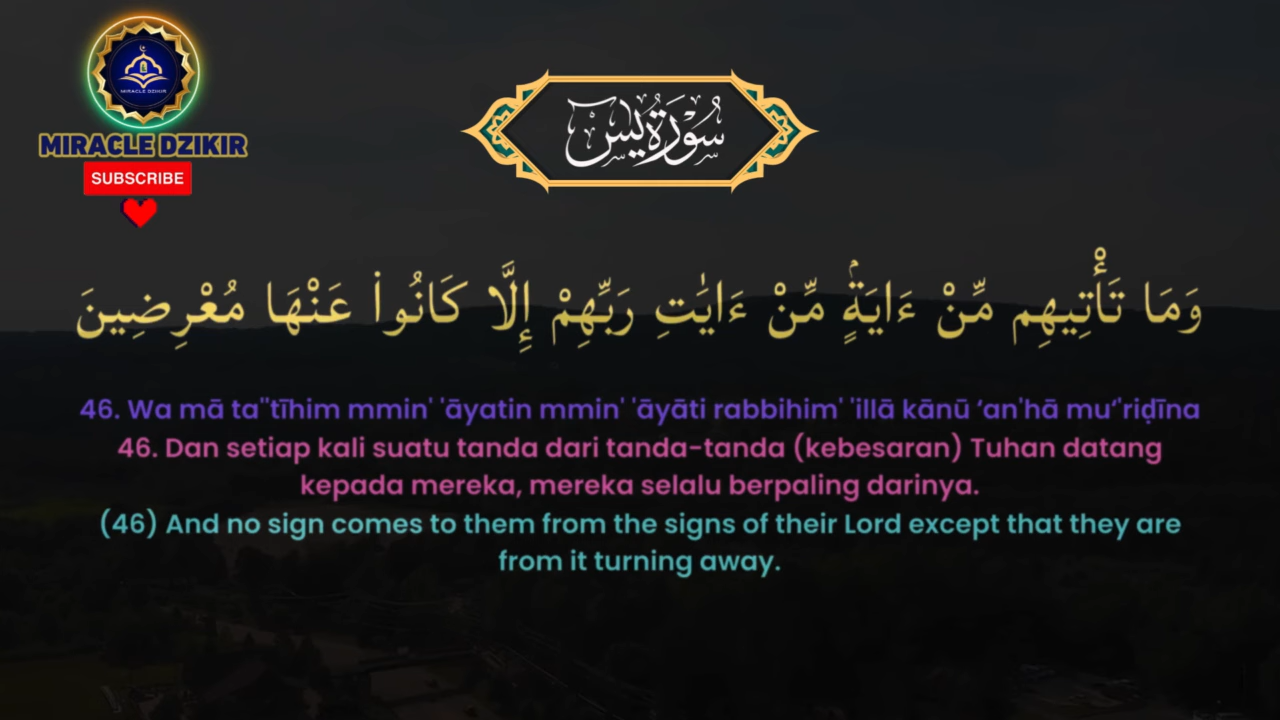 MIRACLE DZIKIR
MIRACLE DZIKIR
SUBSCRIBE
سُوْرَةُ يٰسٓ
وَمَا تَأْتِيهِم مِّنْ ءَايَةٍۢ مِّنْ ءَايَٰتِ رَبِّهِمْ إِلَّا كَانُوا۟ عَنْهَا مُعْرِضِينَ
46. Wa mā ta''tīhim mmin' 'āyatin mmin' 'āyāti rabbihim' 'illā kānū ‘an'hā mu‘'riḍīna
46. Dan setiap kali suatu tanda dari tanda-tanda (kebesaran) Tuhan datang
kepada mereka, mereka selalu berpaling darinya.
(46) And no sign comes to them from the signs of their Lord except that they are
from it turning away.